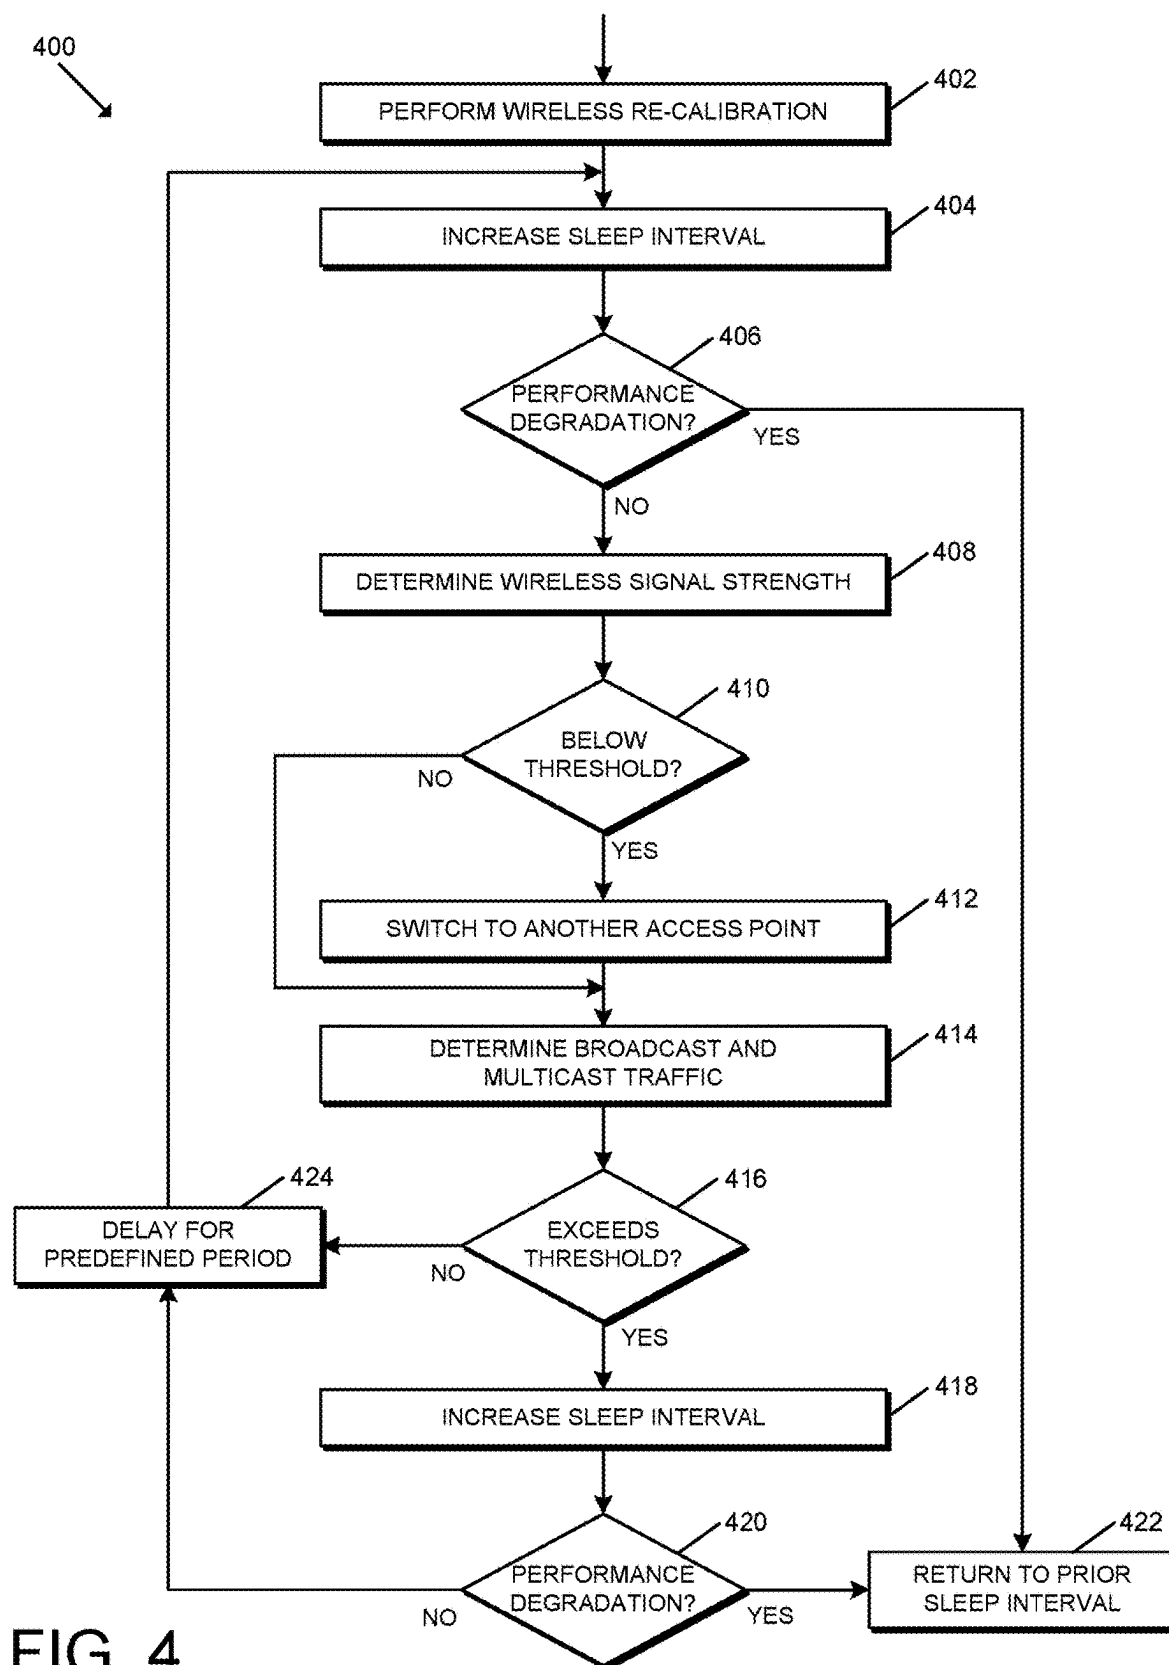 400
402
PERFORM WIRELESS RE-CALIBRATION
404
INCREASE SLEEP INTERVAL
406
PERFORMANCE
DEGRADATION?
YES
NO
408
DETERMINE WIRELESS SIGNAL STRENGTH
410
BELOW
THRESHOLD?
NO
YES
412
SWITCH TO ANOTHER ACCESS POINT
414
DETERMINE BROADCAST AND
MULTICAST TRAFFIC
424
DELAY FOR
PREDEFINED PERIOD
416
EXCEEDS
THRESHOLD?
NO
YES
418
INCREASE SLEEP INTERVAL
420
PERFORMANCE
DEGRADATION?
NO
YES
422
RETURN TO PRIOR
SLEEP INTERVAL
FIG. 4